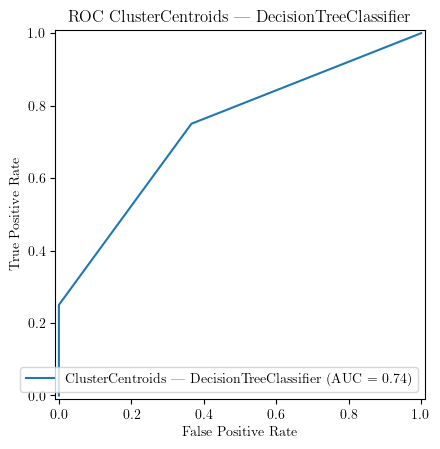 ROC ClusterCentroids — DecisionTreeClassifier
1.0
0.8
0.6
0.4
0.2
0.0
True Positive Rate
ClusterCentroids — DecisionTreeClassifier (AUC = 0.74)
0.0 0.2 0.4 0.6 0.8 1.0
False Positive Rate